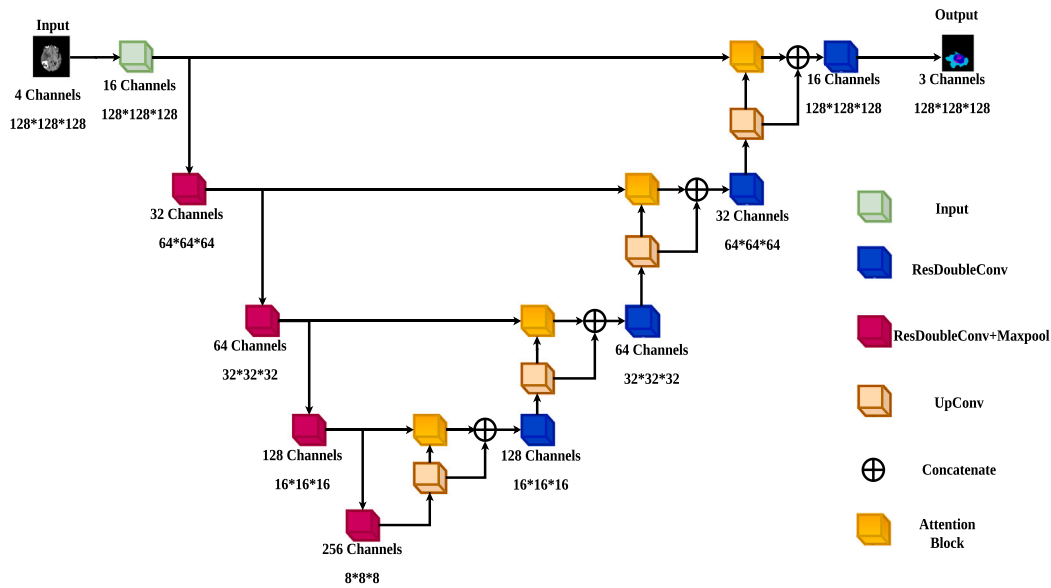 Input
4 Channels
128*128*128
16 Channels
128*128*128
Output
16 Channels
128*128*128
3 Channels
128*128*128
32 Channels
64*64*64
32 Channels
64*64*64
64 Channels
32*32*32
64 Channels
32*32*32
128 Channels
16*16*16
128 Channels
16*16*16
256 Channels
8*8*8
Input
ResDoubleConv
ResDoubleConv+Maxpool
UpConv
Concatenate
Attention
Block